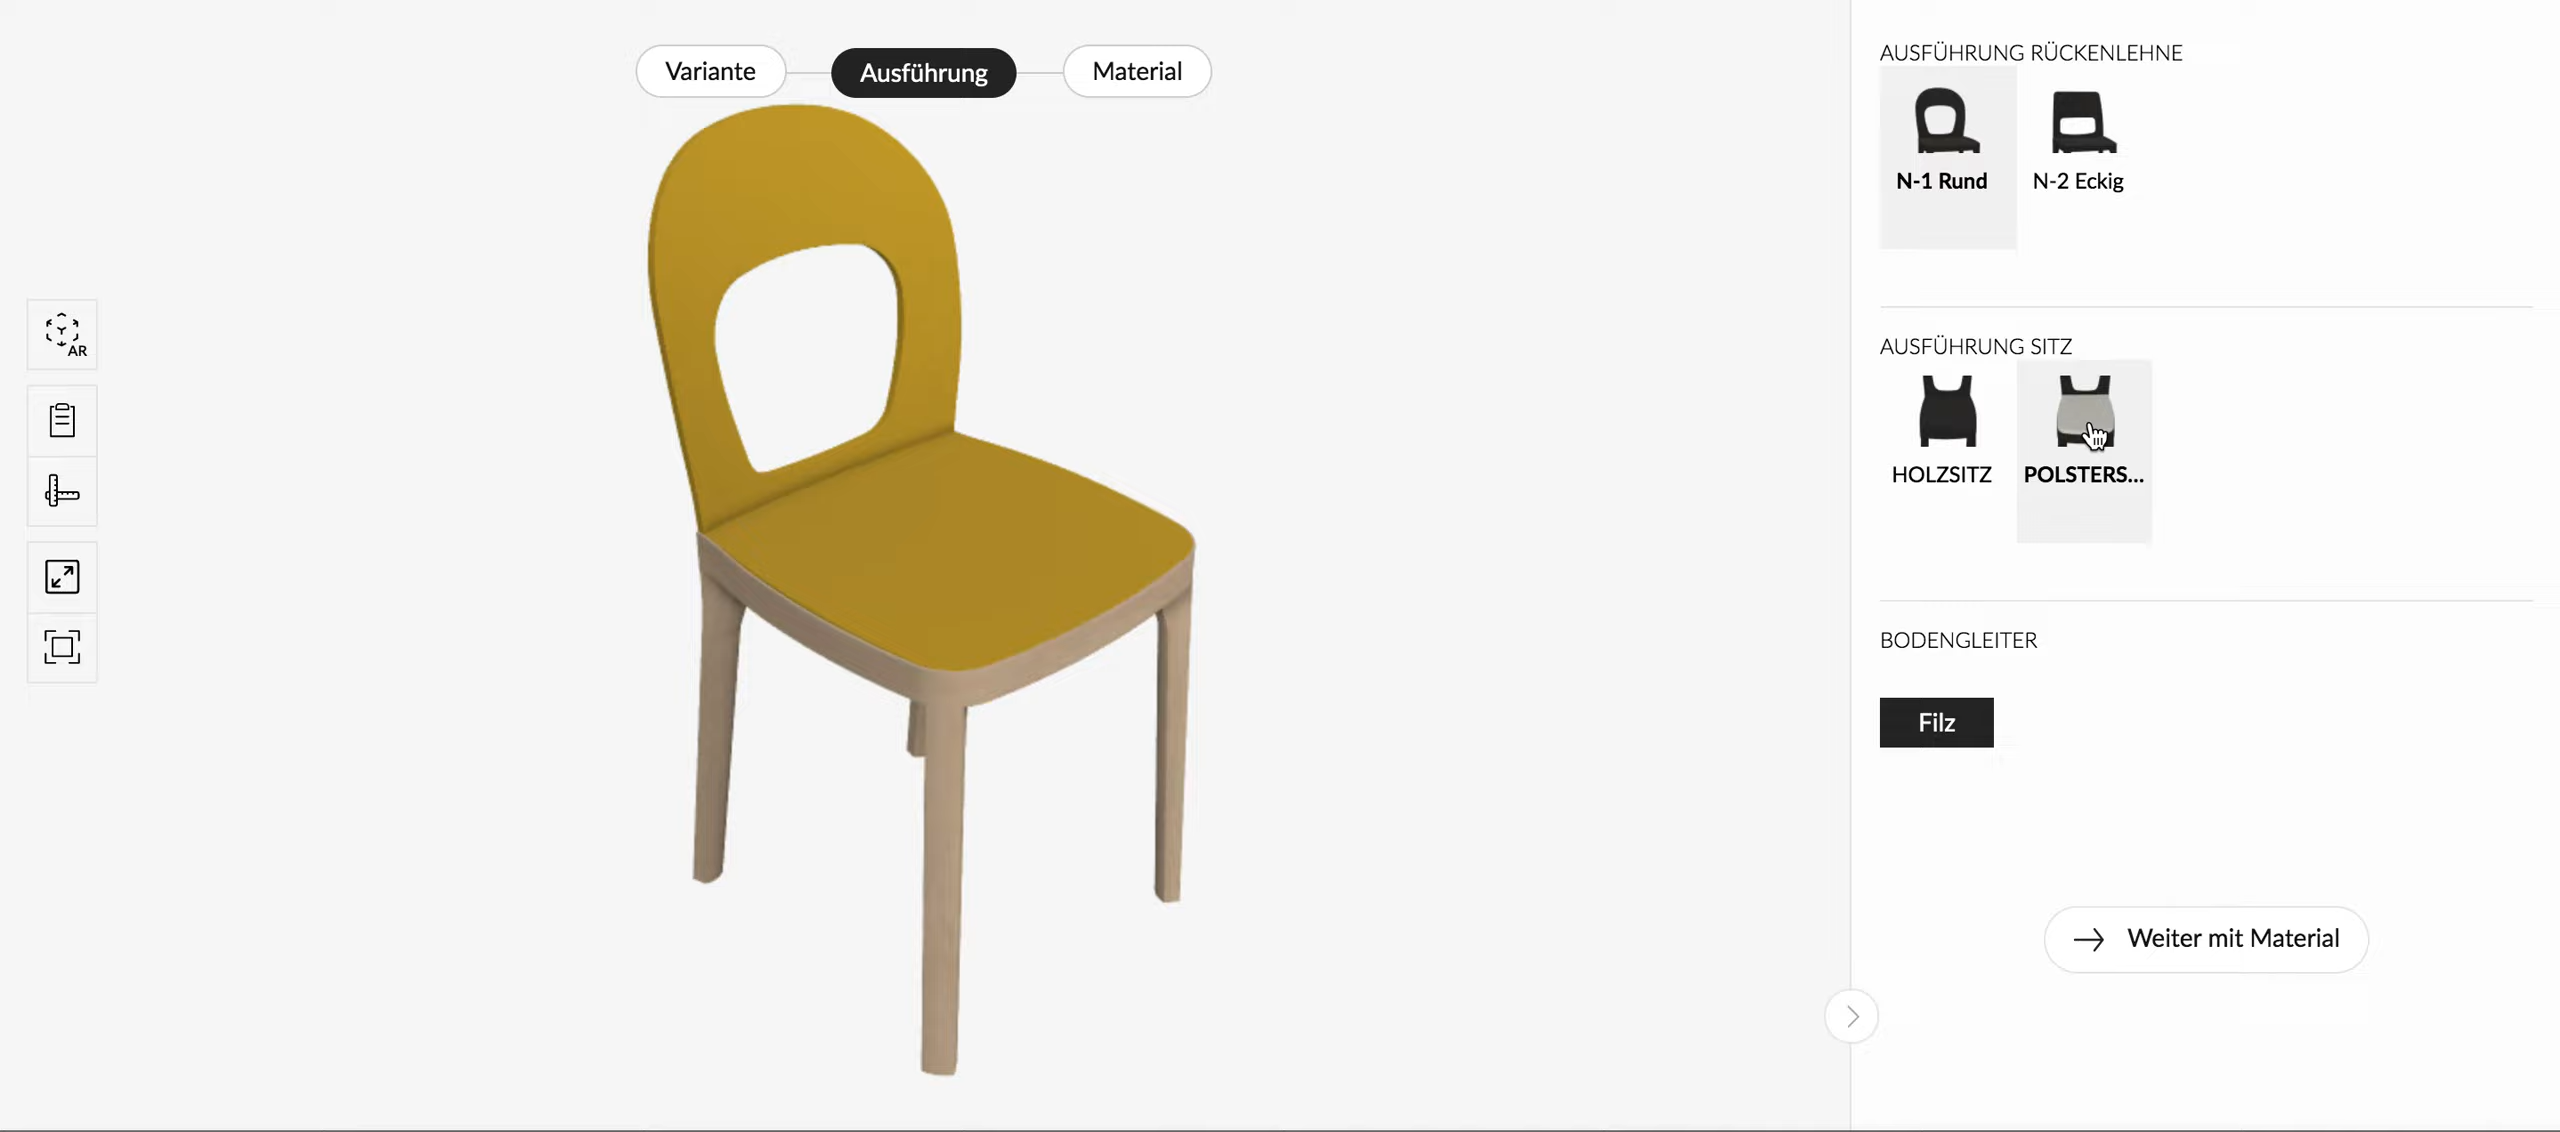 Variante
Ausführung
Material
AR
AUSFÜHRUNG RÜCKENLEHNE
N-1 Rund
N-2 Eckig
AUSFÜHRUNG SITZ
HOLZSITZ
POLSTERS...
BODENGLEITER
Filz
Weiter mit Material